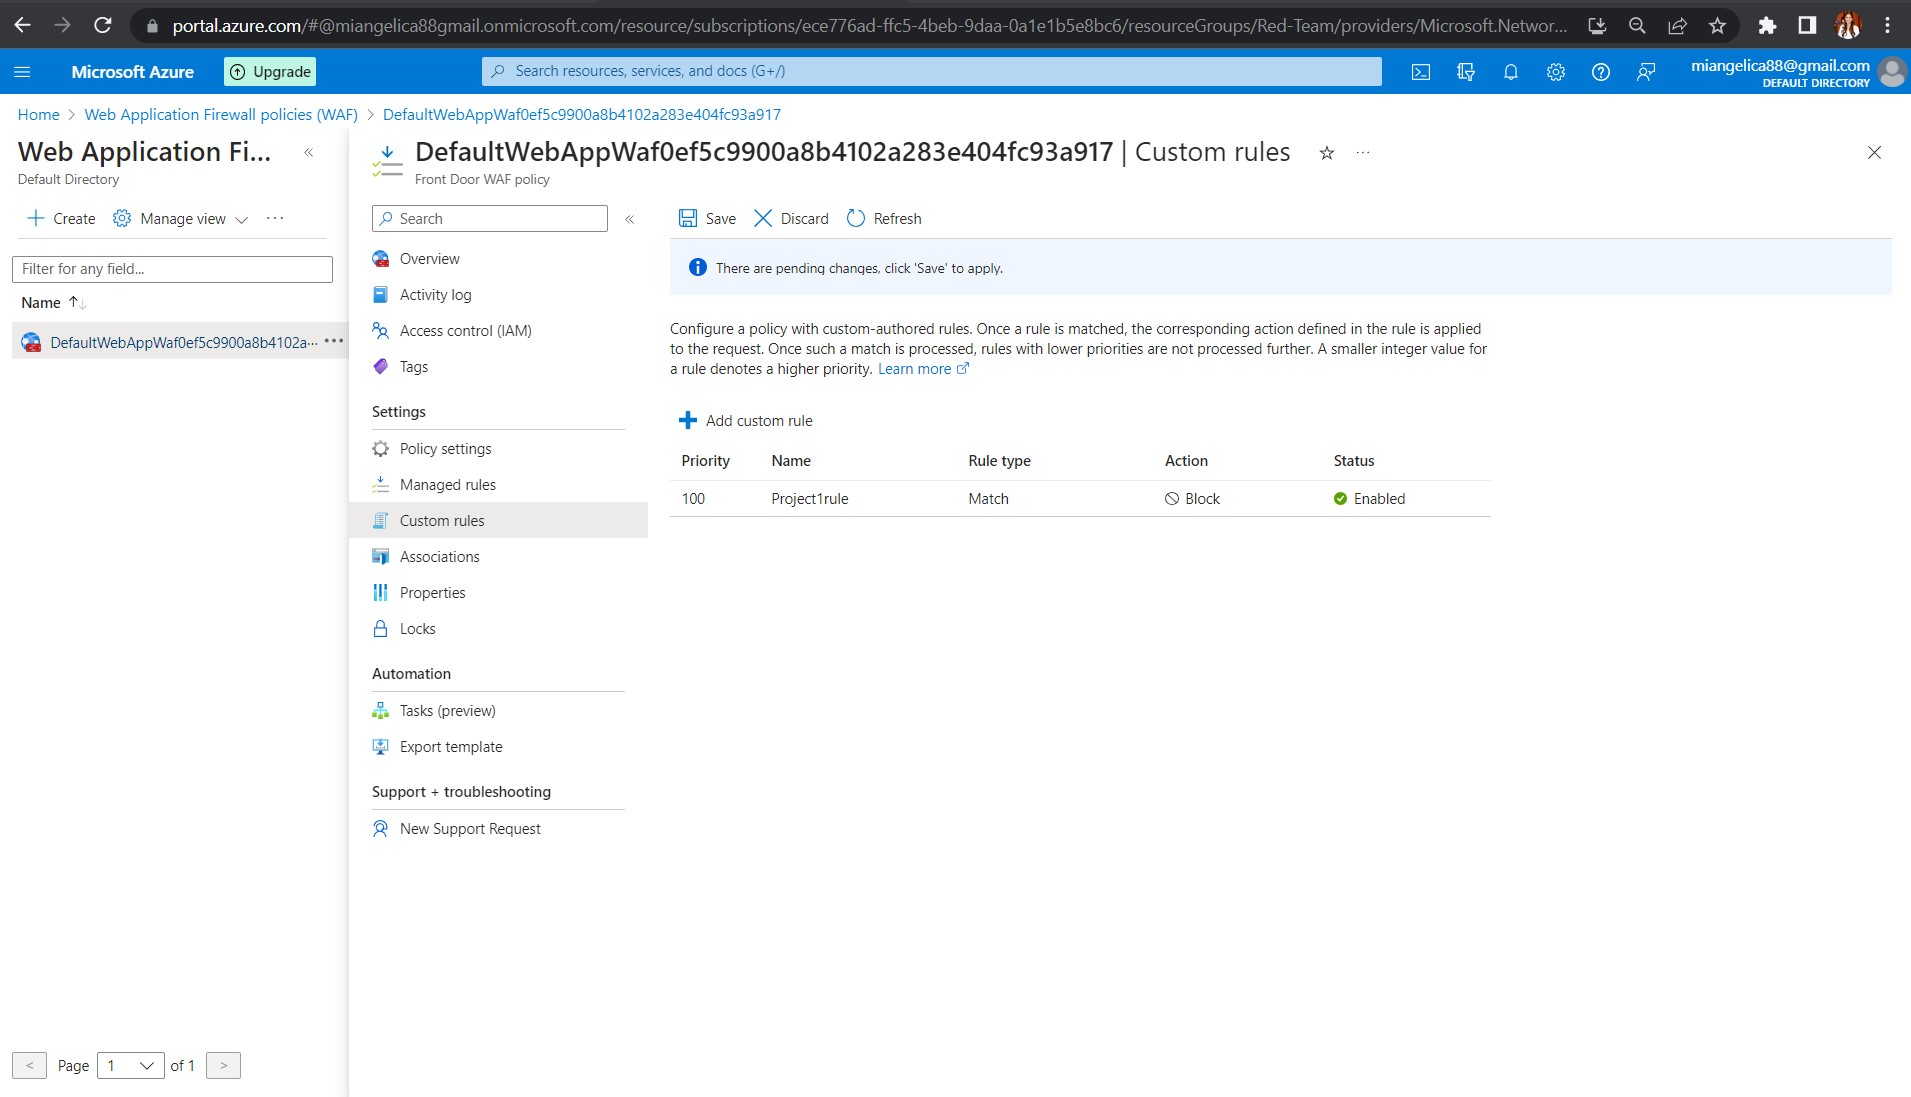 portal.azure.com/#@miangelica88gmail.onmicrosoft.com/resource/subscriptions/ece776ad-ffc5-4beb-9daa-0a1e1b5e8bc6/resourceGroups/Red-Team/providers/Microsoft.Networ...
Microsoft Azure
Upgrade
Search resources, services, and docs (G+/)
miangelica88@gmail.com
DEFAULT DIRECTORY
Home > Web Application Firewall policies (WAF) > DefaultWebAppWaf0ef5c9900a8b4102a283e404fc93a917
Web Application Fi...
Default Directory
Create
Manage view
Filter for any field...
Name
DefaultWebAppWaf0ef5c9900a8b4102a...
< Page 1 of 1 >
DefaultWebAppWaf0ef5c9900a8b4102a283e404fc93a917 | Custom rules
Front Door WAF policy
Search
Overview
Activity log
Access control (IAM)
Tags
Settings
Policy settings
Managed rules
Custom rules
Associations
Properties
Locks
Automation
Tasks (preview)
Export template
Support + troubleshooting
New Support Request
Save Discard Refresh
There are pending changes, click 'Save' to apply.
Configure a policy with custom-authored rules. Once a rule is matched, the corresponding action defined in the rule is applied
to the request. Once such a match is processed, rules with lower priorities are not processed further. A smaller integer value for
a rule denotes a higher priority. Learn more
Add custom rule
Priority Name Rule type Action Status
100 Project1rule Match Block Enabled